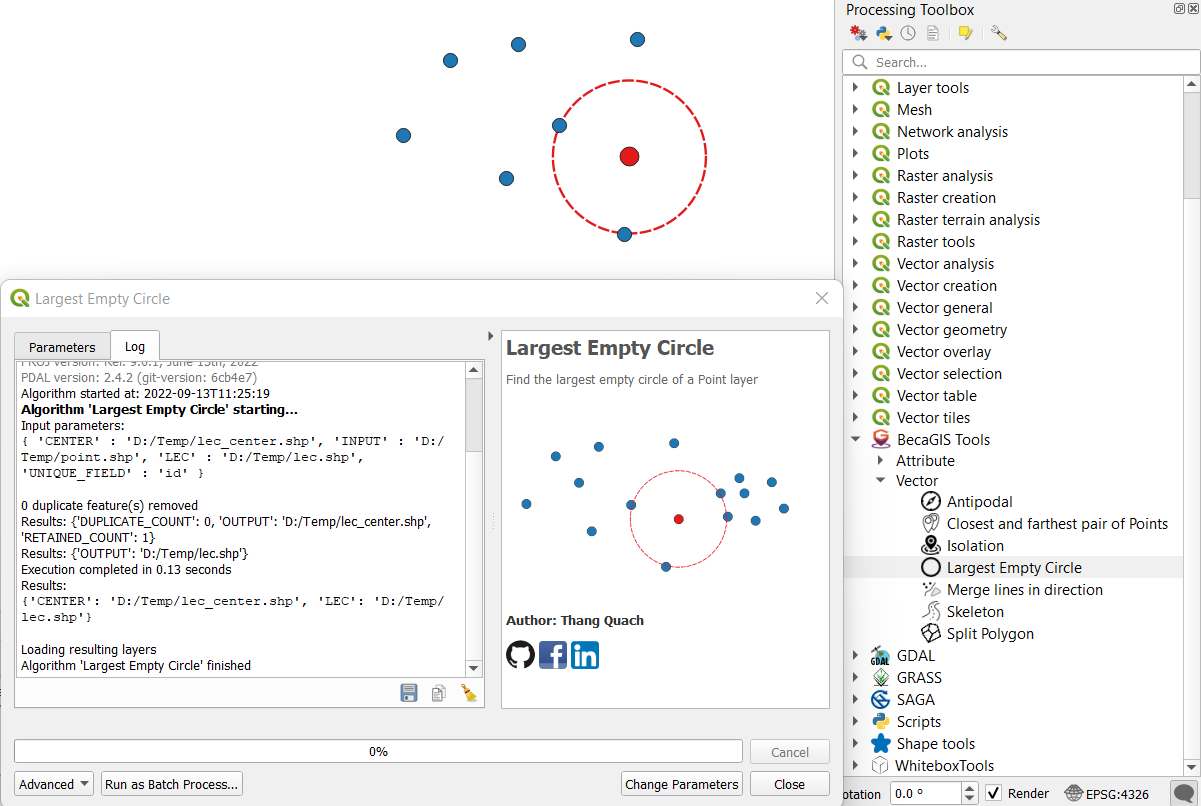 Processing Toolbox
Search...
Layer tools
Mesh
Network analysis
Plots
Raster analysis
Raster creation
Raster terrain analysis
Raster tools
Vector analysis
Vector creation
Vector general
Vector geometry
Vector overlay
Vector selection
Vector table
Vector tiles
BecaGIS Tools
Attribute
Vector
Antipodal
Closest and farthest pair of Points
Isolation
Largest Empty Circle
Merge lines in direction
Skeleton
Split Polygon
GDAL
GDAL
GRASS
SAGA
Scripts
Shape tools
WhiteboxTools
Largest Empty Circle
Parameters
Log
PROJ version: Rel. 9.0.1, June 15th, 2022
PDAL version: 2.4.2 (git-version: 6cb4e7)
Algorithm started at: 2022-09-13T11:25:19
Algorithm 'Largest Empty Circle' starting...
Input parameters:
{ 'CENTER' : 'D:/Temp/lec_center.shp', 'INPUT' : 'D:/
Temp/point.shp', 'LEC' : 'D:/Temp/lec.shp',
'UNIQUE_FIELD' : 'id' }
0 duplicate feature(s) removed
Results: {'DUPLICATE_COUNT': 0, 'OUTPUT': 'D:/Temp/lec_center.shp',
'RETAINED_COUNT': 1}
Results: {'OUTPUT': 'D:/Temp/lec.shp'}
Execution completed in 0.13 seconds
Results:
{'CENTER': 'D:/Temp/lec_center.shp', 'LEC': 'D:/Temp/
lec.shp'}
Loading resulting layers
Algorithm 'Largest Empty Circle' finished
Largest Empty Circle
Find the largest empty circle of a Point layer
Author: Thang Quach
f in
0%
Cancel
Advanced
Run as Batch Process...
Change Parameters
Close
otation 0.0 ° Render EPSG:4326